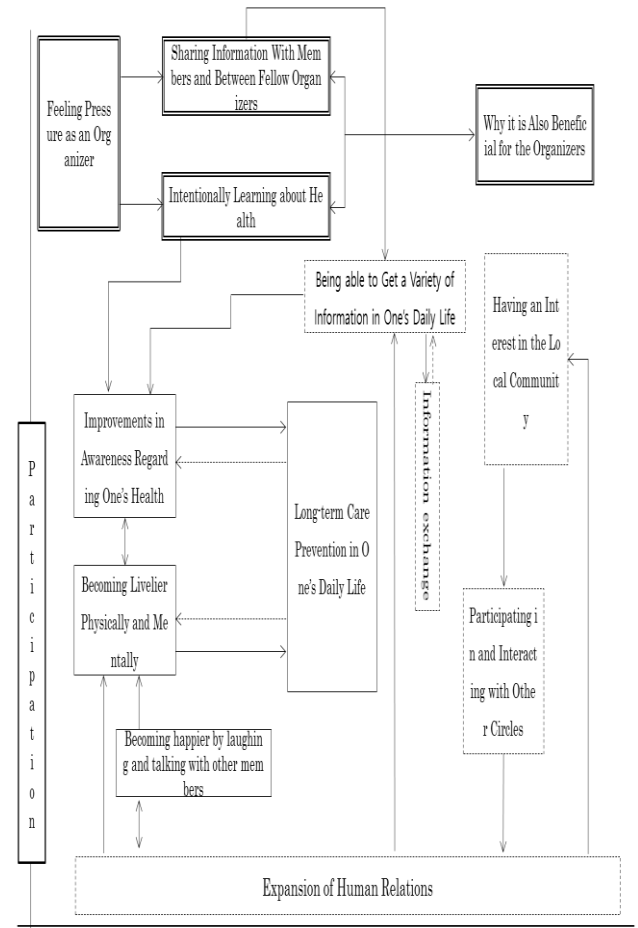 Sharing Information With Mem
bers and Between Fellow Organ
izers
Feeling Press
ure as an Org
anizer
Why it is Also Benefic
ial for the Organizers
Intentionally Learning about He
alth
Being able to Get a Variety of
Information in One's Daily Life
Having an Int
erest in the Lo
cal Communit
y
Improvements in
Awareness Regard
ing One's Health
Information exchange
Long-term Care
Prevention in O
ne's Daily Life
Participation
Becoming Livelier
Physically and Me
ntally
Participating i
n and Interact
ing with Othe
r Circles
Becoming happier by laughin
g and talking with other mem
bers
Expansion of Human Relations